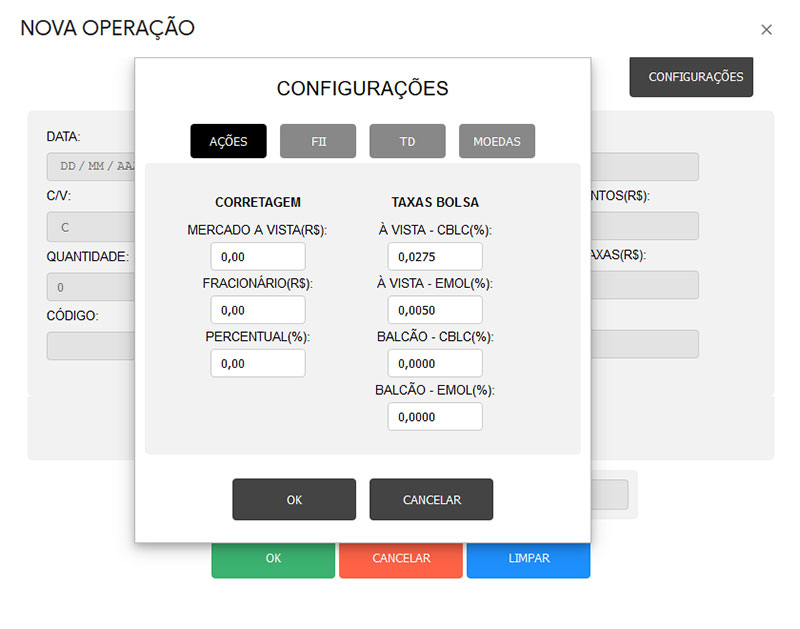 NOVA OPERAÇÃO
×
CONFIGURAÇÕES
CONFIGURAÇÕES
AÇÕES FII TD MOEDAS
DATA:
DD / MM / AA
C/V:
C
NTOS(R$):
QUANTIDADE:
AXAS(R$):
0
CÓDIGO:
CORRETAGEM TAXAS BOLSA
MERCADO A VISTA(R$): À VISTA - CBLC(%):
0,00 0,0275
FRACIONÁRIO(R$): À VISTA - EMOL(%):
0,00 0,0050
PERCENTUAL(%): BALCÃO - CBLC(%):
0,00 0,0000
BALCÃO - EMOL(%):
0,0000
OK CANCELAR
OK CANCELAR LIMPAR